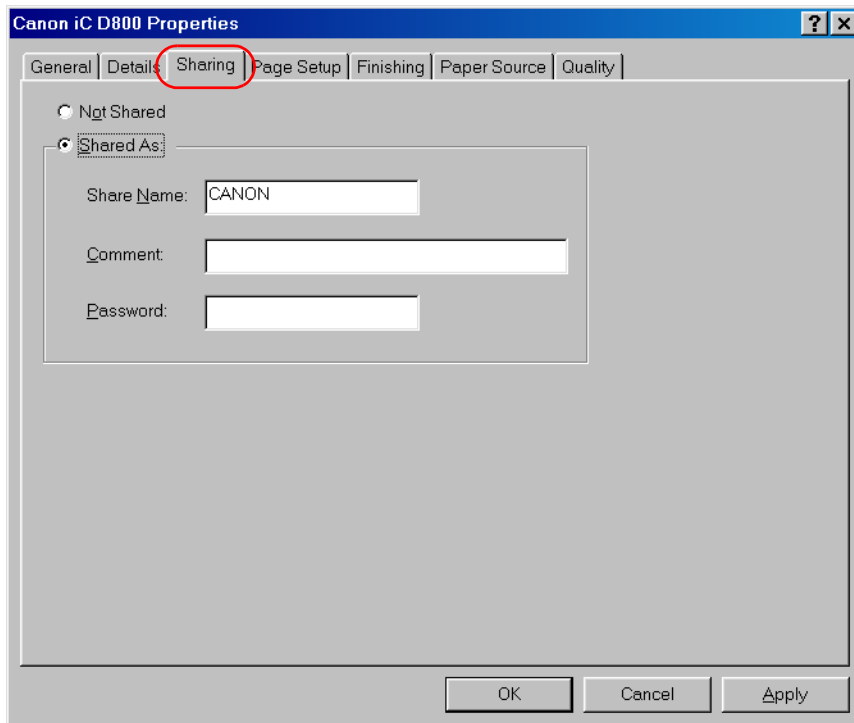 Canon iC D800 Properties
General Details Sharing Page Setup Finishing Paper Source Quality
Not Shared
Shared As:
Share Name: CANON
Comment:
Password:
OK Cancel Apply